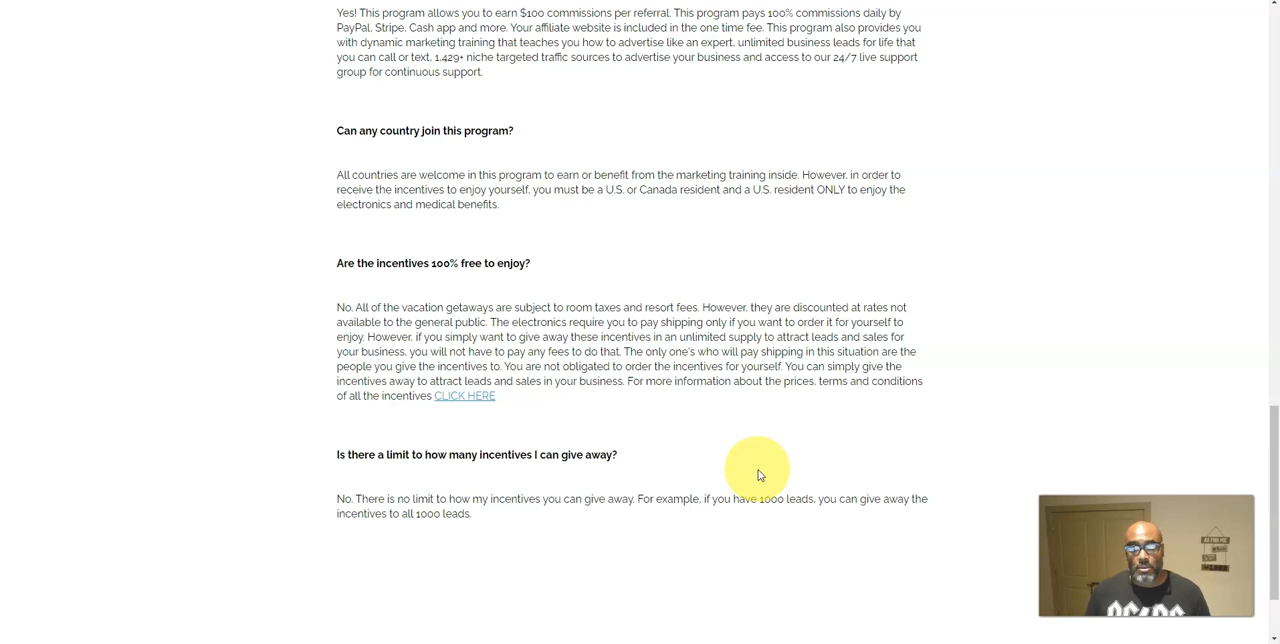 Yes! This program allows you to earn $100 commissions per referral. This program pays 100% commissions daily by
PayPal, Stripe, Cash app and more. Your affiliate website is included in the one time fee. This program also provides you
with dynamic marketing training that teaches you how to advertise like an expert, unlimited business leads for life that
you can call or text, 1,429+ niche targeted traffic sources to advertise your business and access to our 24/7 live support
group for continuous support.
Can any country join this program?
All countries are welcome in this program to earn or benefit from the marketing training inside. However, in order to
receive the incentives to enjoy yourself, you must be a U.S. or Canada resident and a U.S. resident ONLY to enjoy the
electronics and medical benefits.
Are the incentives 100% free to enjoy?
No. All of the vacation getaways are subject to room taxes and resort fees. However, they are discounted at rates not
available to the general public. The electronics require you to pay shipping only if you want to order it for yourself to
enjoy. However, if you simply want to give away these incentives in an unlimited supply to attract leads and sales for
your business, you will not have to pay any fees to do that. The only one's who will pay shipping in this situation are the
people you give the incentives to. You are not obligated to order the incentives for yourself. You can simply give the
incentives away to attract leads and sales in your business. For more information about the prices, terms and conditions
of all the incentives CLICK HERE
Is there a limit to how many incentives I can give away?
No. There is no limit to how my incentives you can give away. For example, if you have 1000 leads, you can give away the
incentives to all 1000 leads.